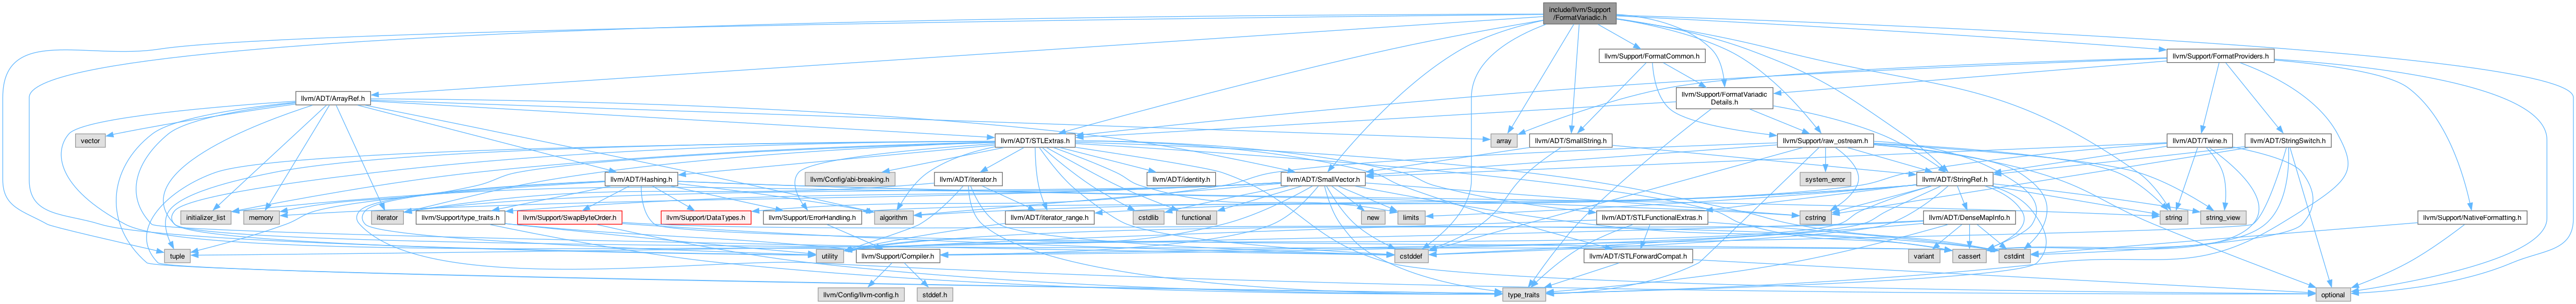 include/llvm/Support
/FormatVariadic.h
llvm/Support/FormatCommon.h
llvm/Support/FormatProviders.h
llvm/ADT/ArrayRef.h
llvm/Support/FormatVariadic
Details.h
vector
llvm/ADT/STLExtras.h
array
llvm/ADT/SmallString.h
llvm/Support/raw_ostream.h
llvm/ADT/Twine.h
llvm/ADT/StringSwitch.h
llvm/ADT/Hashing.h
llvm/Config/abi-breaking.h
llvm/ADT/iterator.h
llvm/ADT/identity.h
llvm/ADT/SmallVector.h
system_error
llvm/ADT/StringRef.h
initializer_list
memory
iterator
llvm/Support/type_traits.h
llvm/Support/SwapByteOrder.h
llvm/Support/DataTypes.h
llvm/Support/ErrorHandling.h
algorithm
llvm/ADT/iterator_range.h
cstdlib
functional
new
limits
llvm/ADT/STLFunctionalExtras.h
llvm/ADT/DenseMapInfo.h
cstring
string
string_view
llvm/Support/NativeFormatting.h
tuple
utility
llvm/Support/Compiler.h
cstddef
llvm/ADT/STLForwardCompat.h
variant
cassert
cstdint
llvm/Config/llvm-config.h
stddef.h
type_traits
optional